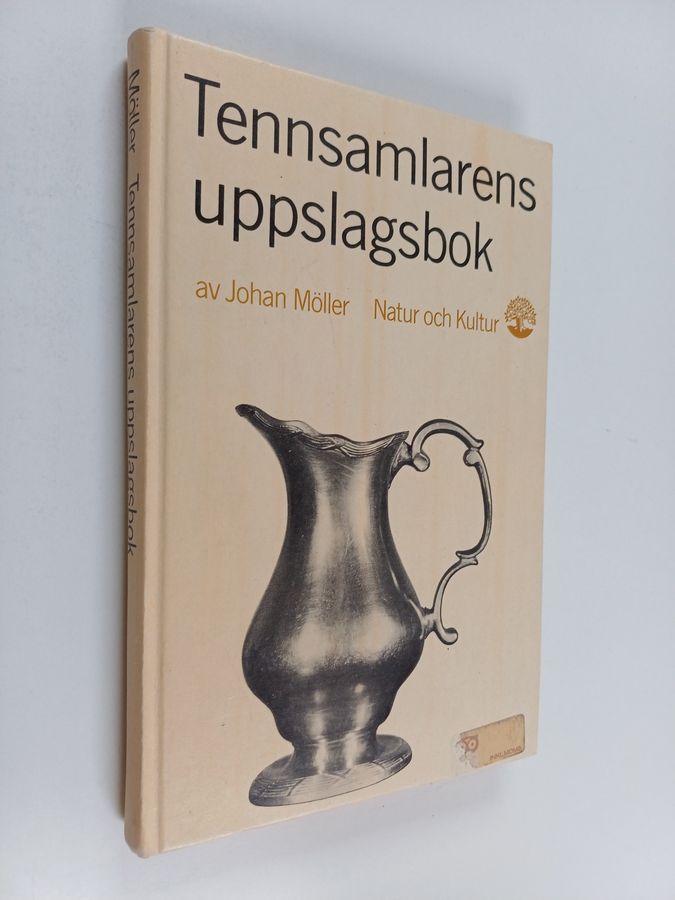 Tennsamlarens
uppslagsbok
av Johan Möller Natur och Kultur
Möller Tennsamlarens uppslagsbok